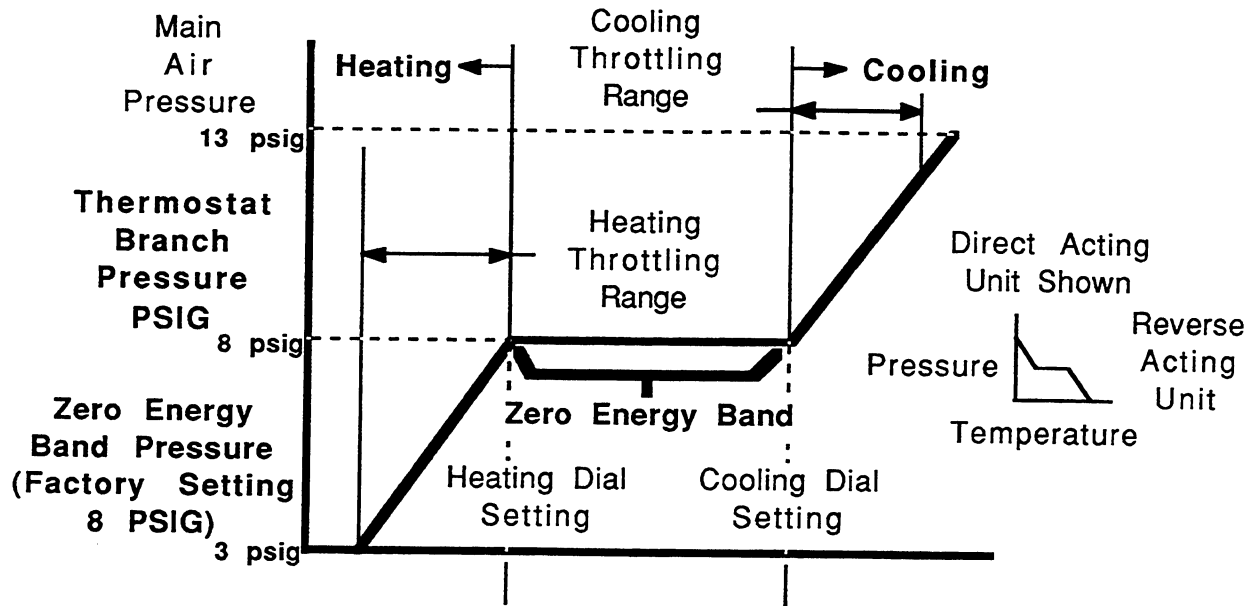 Main
Air
Pressure
13 psig
Heating
Cooling
Throttling
Range
Cooling
Thermostat
Branch
Pressure
PSIG
8 psig
Heating
Throttling
Range
Direct Acting
Unit Shown
Pressure
Reverse
Acting
Unit
Temperature
Zero Energy Band
Zero Energy
Band Pressure
(Factory Setting
8 PSIG)
3 psig
Heating Dial
Setting
Cooling Dial
Setting